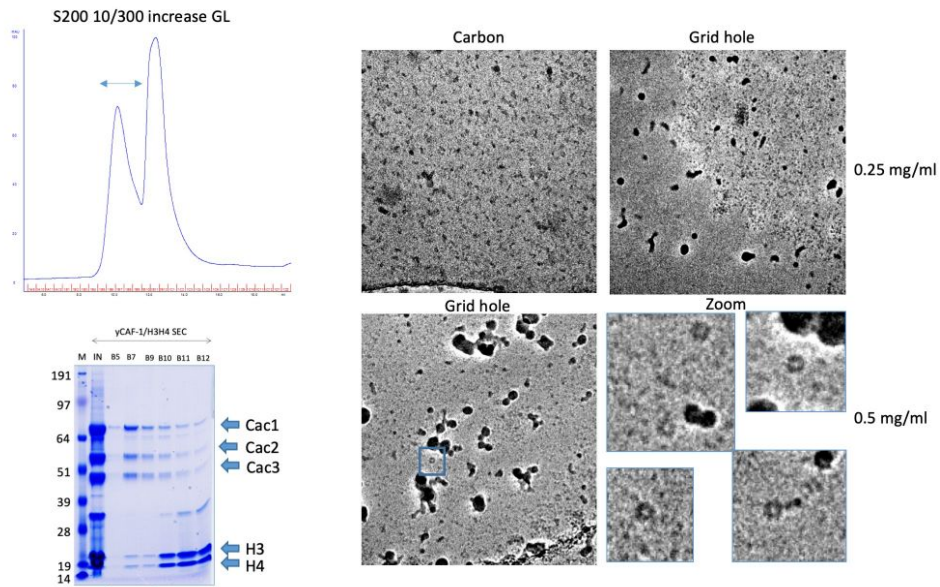 S200 10/300 increase GL
Carbon
Grid hole
0.25 mg/ml
Grid hole
Zoom
0.5 mg/ml
yCAF-1/H3H4 SEC
M IN B5 B7 B9 B10 B11 B12
191
97
64
51
39
28
19
14
Cac1
Cac2
Cac3
H3
H4